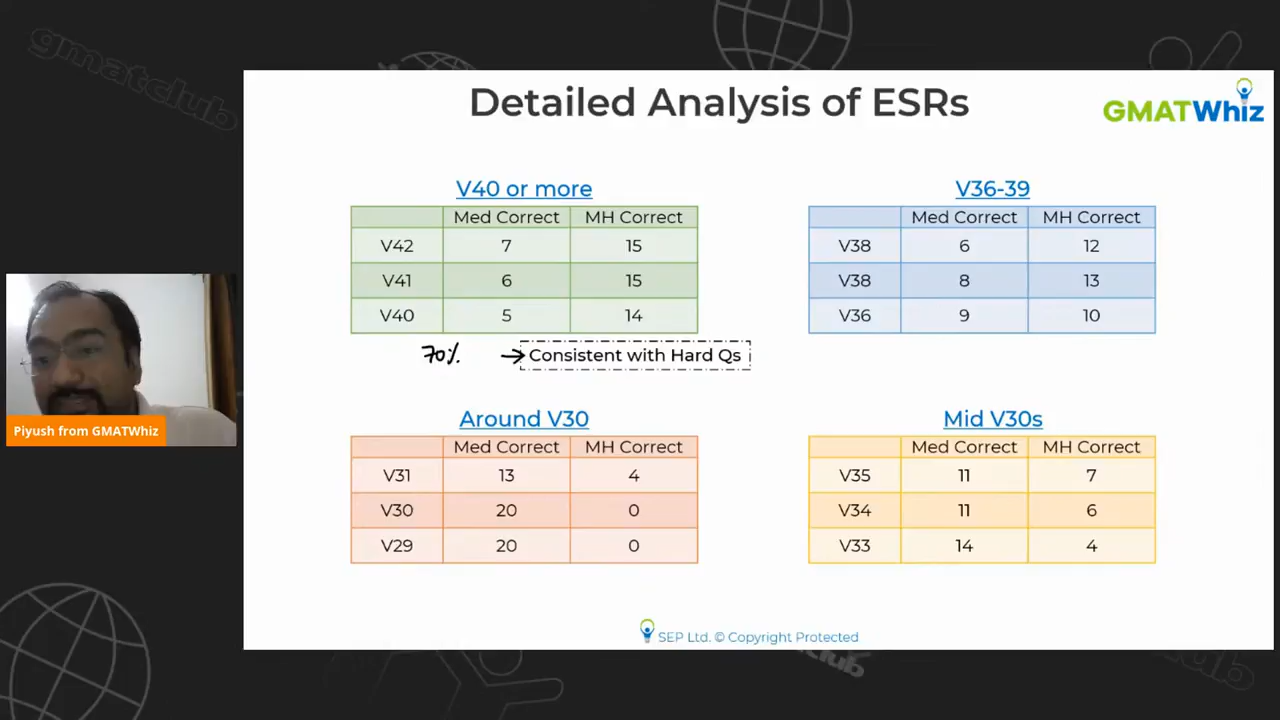 gmatclub
Detailed Analysis of ESRs
GMATWhiz
V40 or more
Med Correct MH Correct
V42 7 15
V41 6 15
V40 5 14
70% → Consistent with Hard Qs
V36-39
Med Correct MH Correct
V38 6 12
V38 8 13
V36 9 10
Piyush from GMATWhiz
Around V30
Med Correct MH Correct
V31 13 4
V30 20 0
V29 20 0
Mid V30s
Med Correct MH Correct
V35 11 7
V34 11 6
V33 14 4
SEP Ltd. © Copyright Protected
club